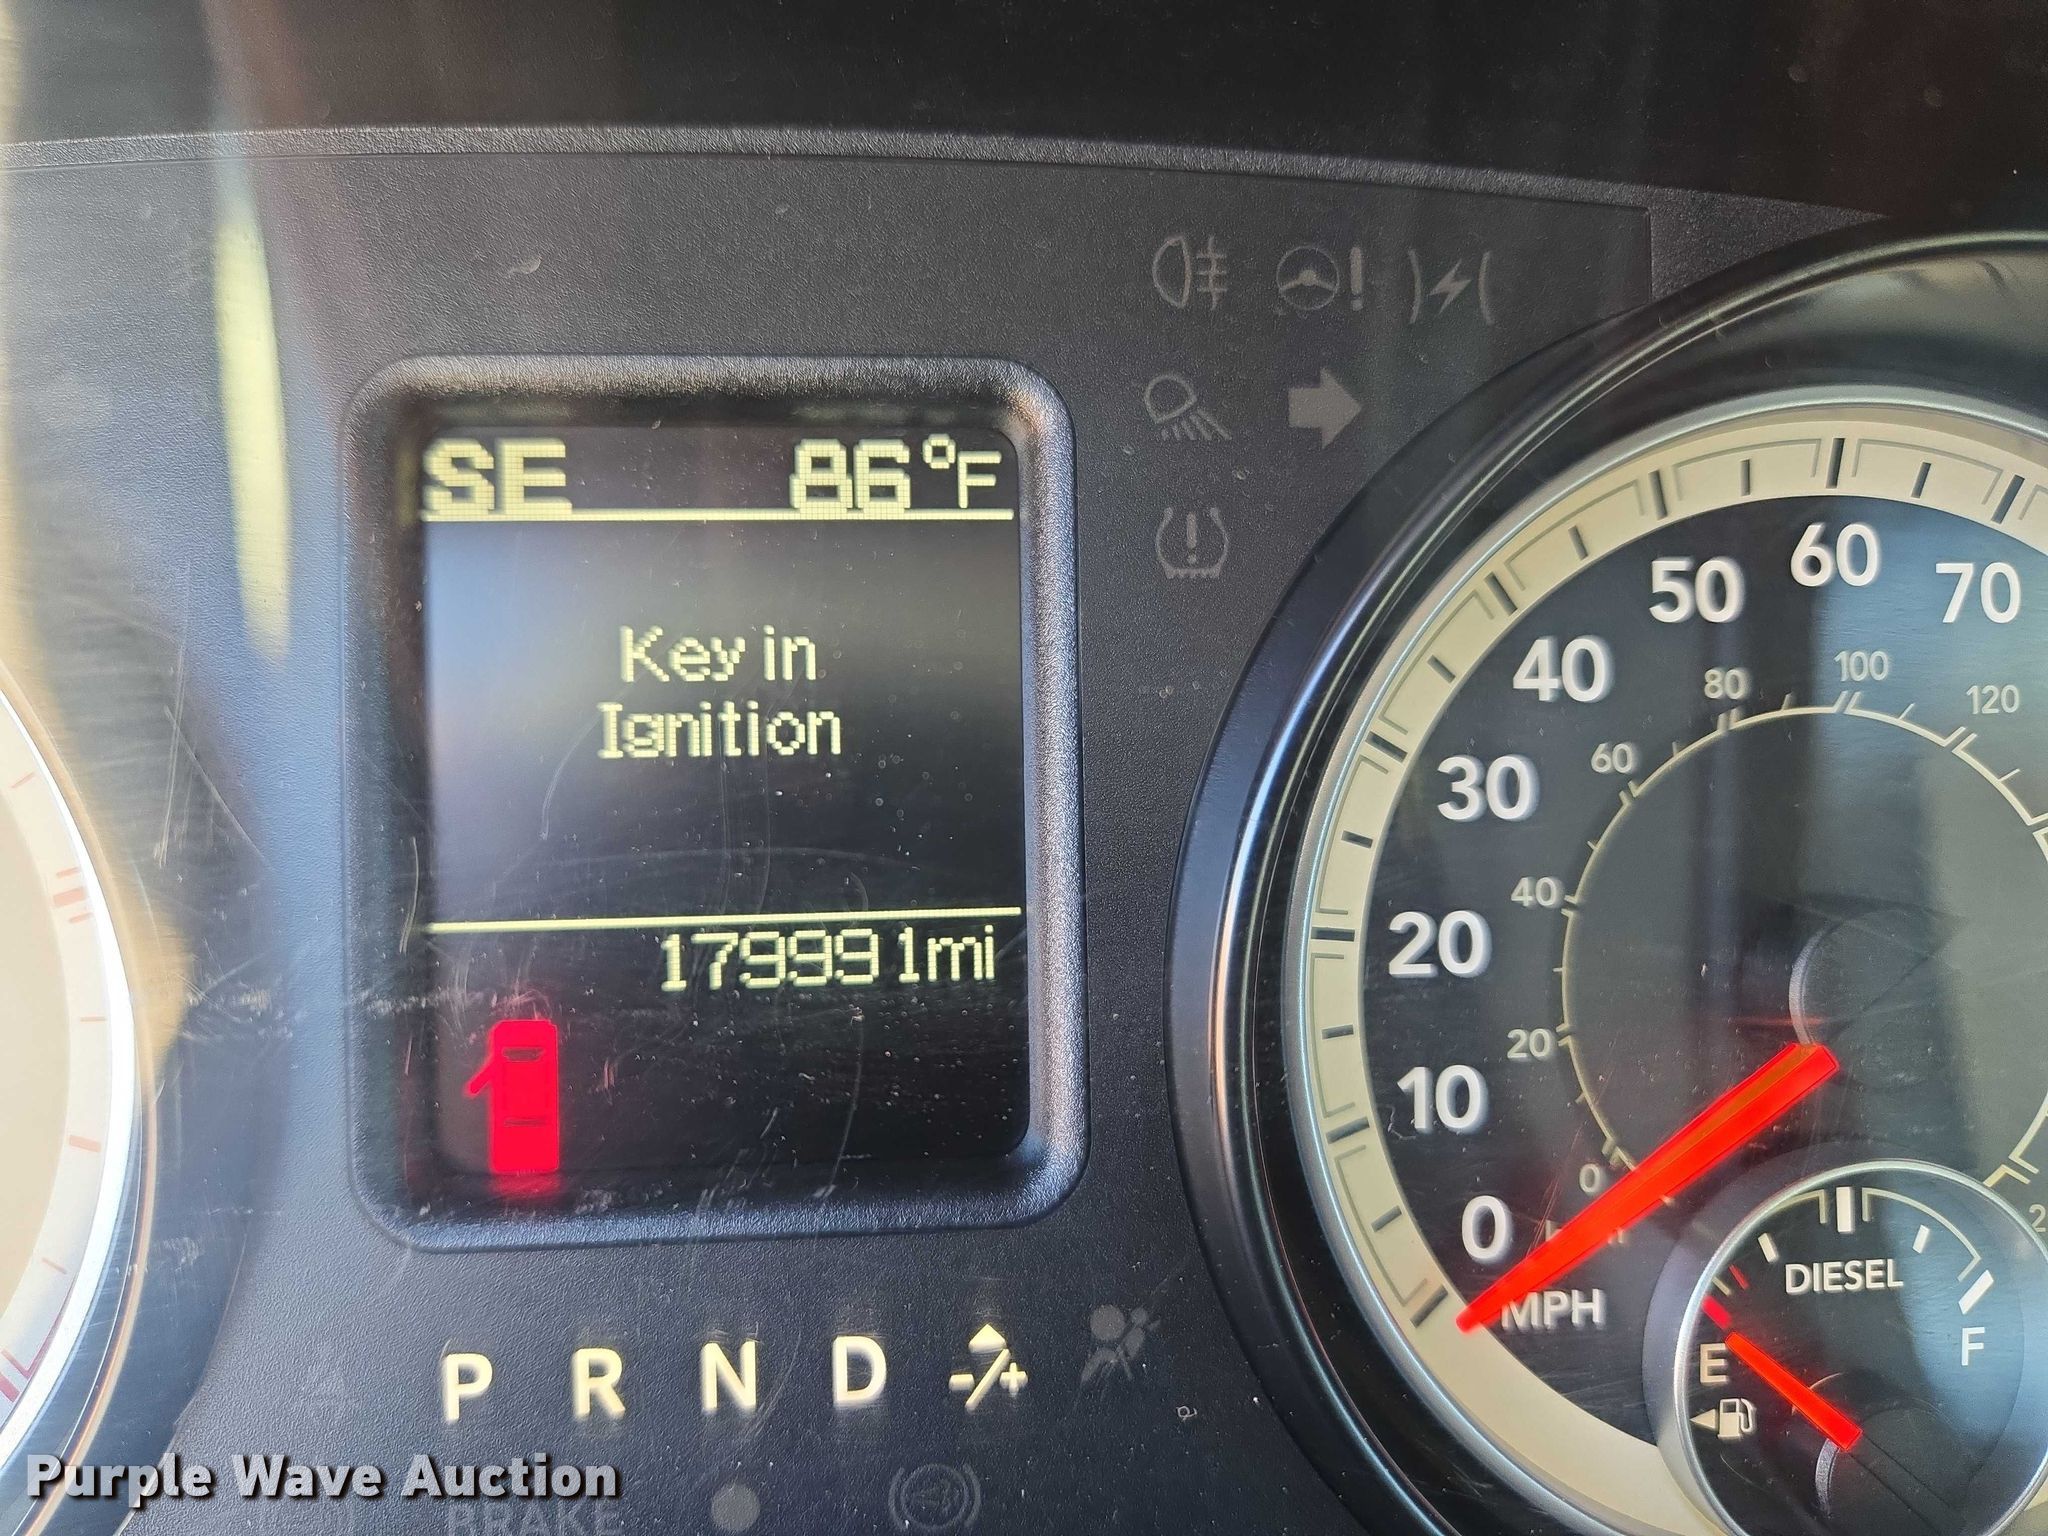 SE 86°F
Key in
Ignition
179991mi
P R N D -/+
50 60 70
40
30
20
10
0
MPH
80 100 120
60
40
20
0
DIESEL
E F
BRAKE
Purple Wave Auction